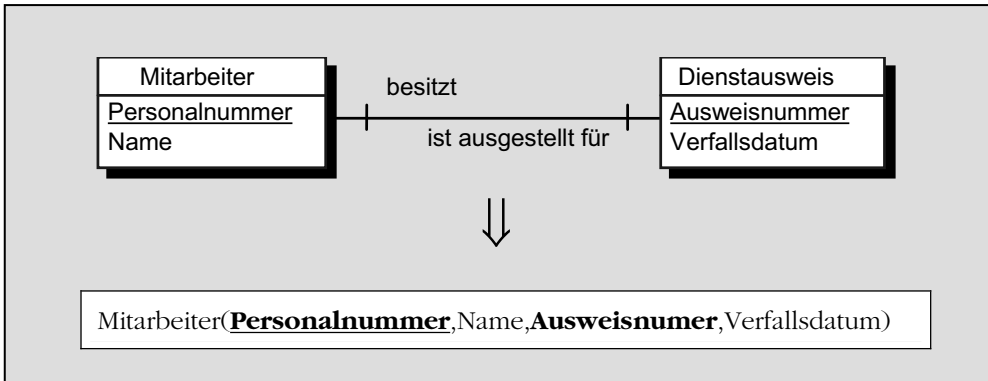 Mitarbeiter
Personalnummer
Name
besitzt
ist ausgestellt für
Dienstausweis
Ausweisnummer
Verfallsdatum
Mitarbeiter(Personalnummer,Name,Ausweisnumer,Verfallsdatum)